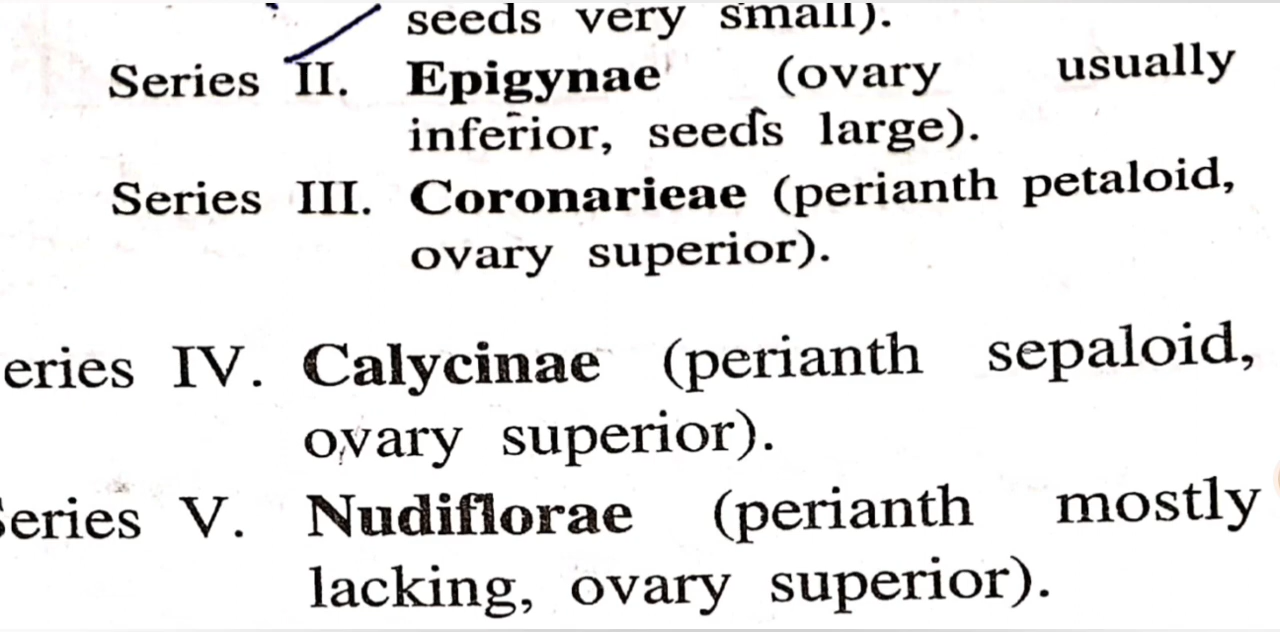 seeds very small).
Series II. Epigynae (ovary usually
inferior, seeds large).
Series III. Coronarieae (perianth petaloid,
ovary superior).
eries IV. Calycinae (perianth sepaloid,
ovary superior).
Series V. Nudiflorae (perianth mostly
lacking, ovary superior).